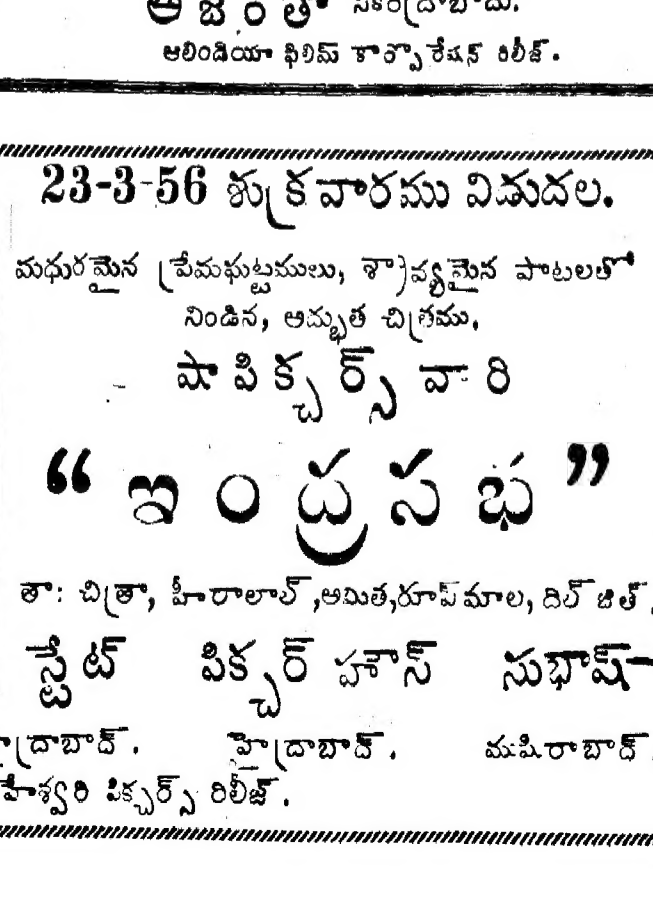 అజంతా సికింద్రాబాదు.
ఆలిండియా ఫిలిమ్ కార్పొరేషన్ రిలీజ్.
23-3-56 శుక్రవారము విడుదల.
మధురమైన ప్రేమఘట్టములు, శ్రావ్యమైన పాటలతో
నిండిన, అద్భుత చిత్రము,
షా పిక్చర్స్ వారి
“ఇంద్రసభ”
తా: చిత్రా, హీరాలాల్, అమిత, రూప్ మాల, దిల్ జిత్.
స్టేట్ పిక్చర్ హౌస్ సుభాష్
హైద్రాబాద్. ముషిరాబాద్
పిక్చర్స్ రిలీజ్.